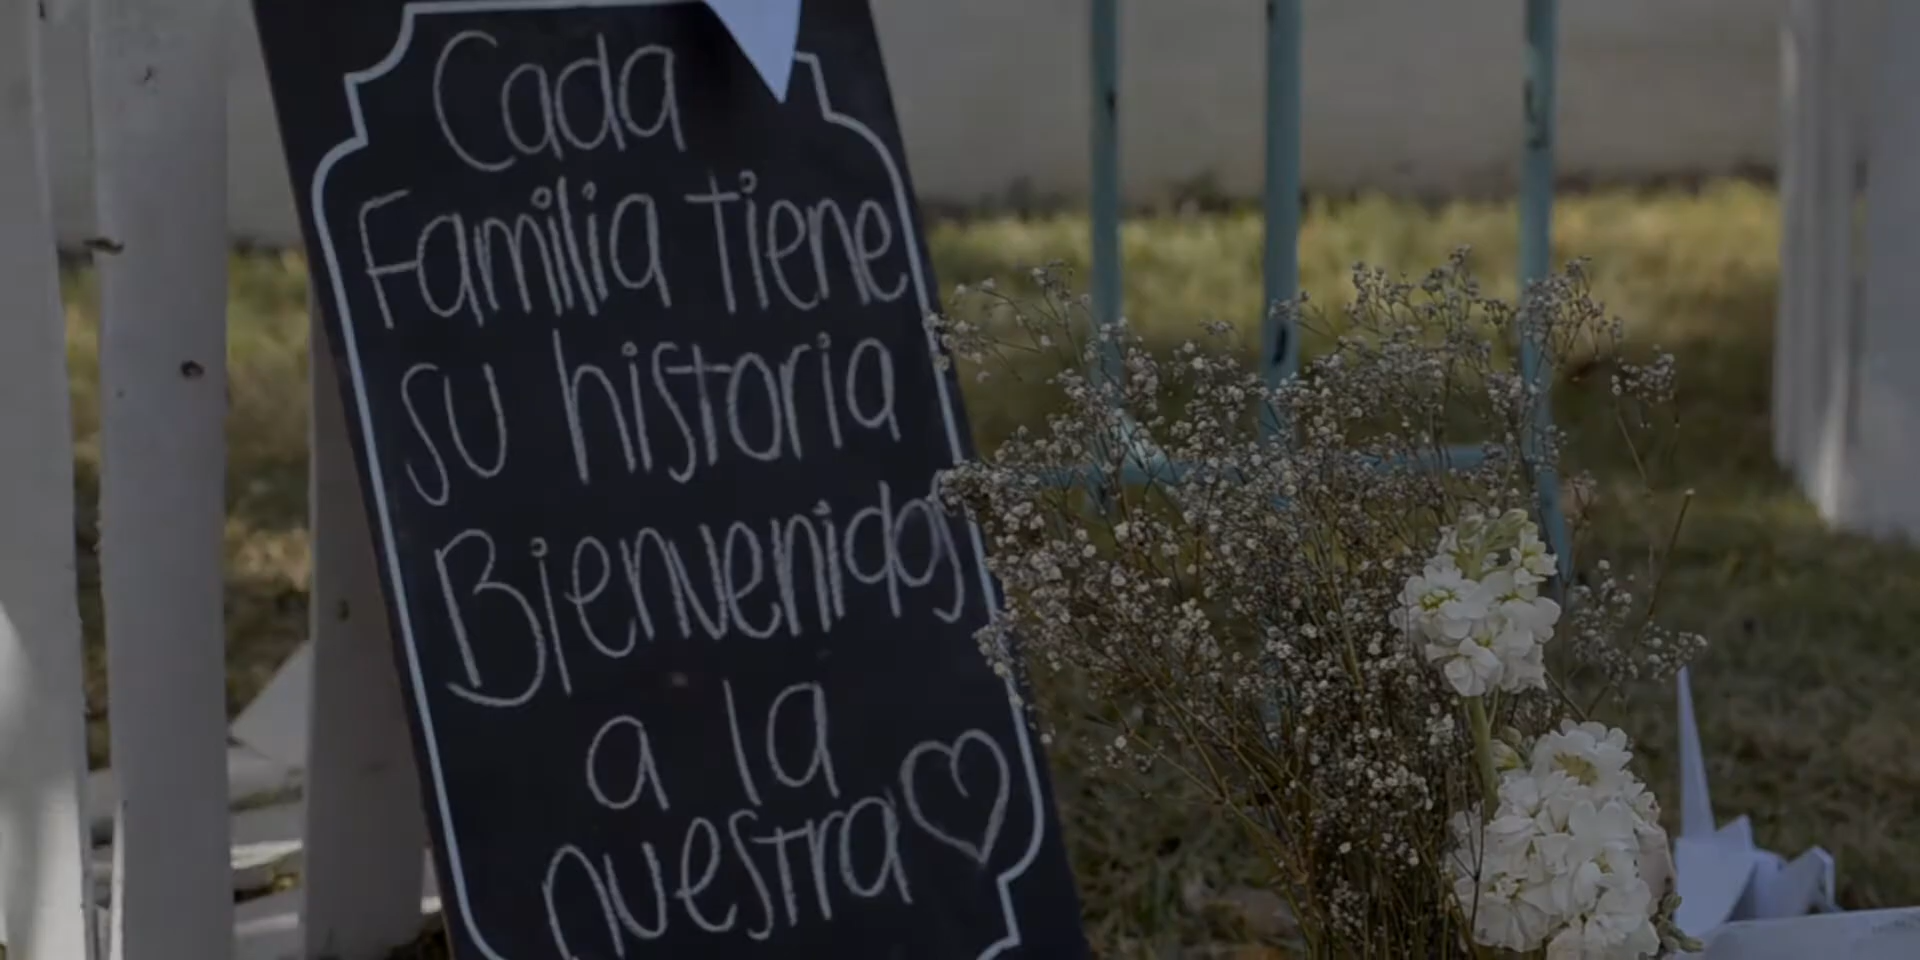 Cada
Familia tiene
su historia
Bienvenidos
a la
nuestra